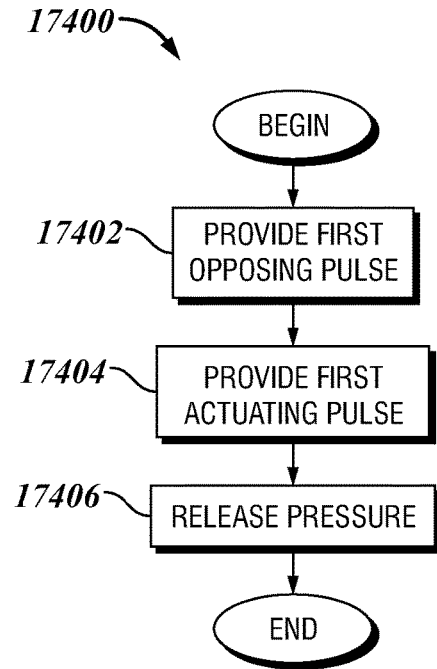 17400
BEGIN
17402
PROVIDE FIRST
OPPOSING PULSE
17404
PROVIDE FIRST
ACTUATING PULSE
17406
RELEASE PRESSURE
END